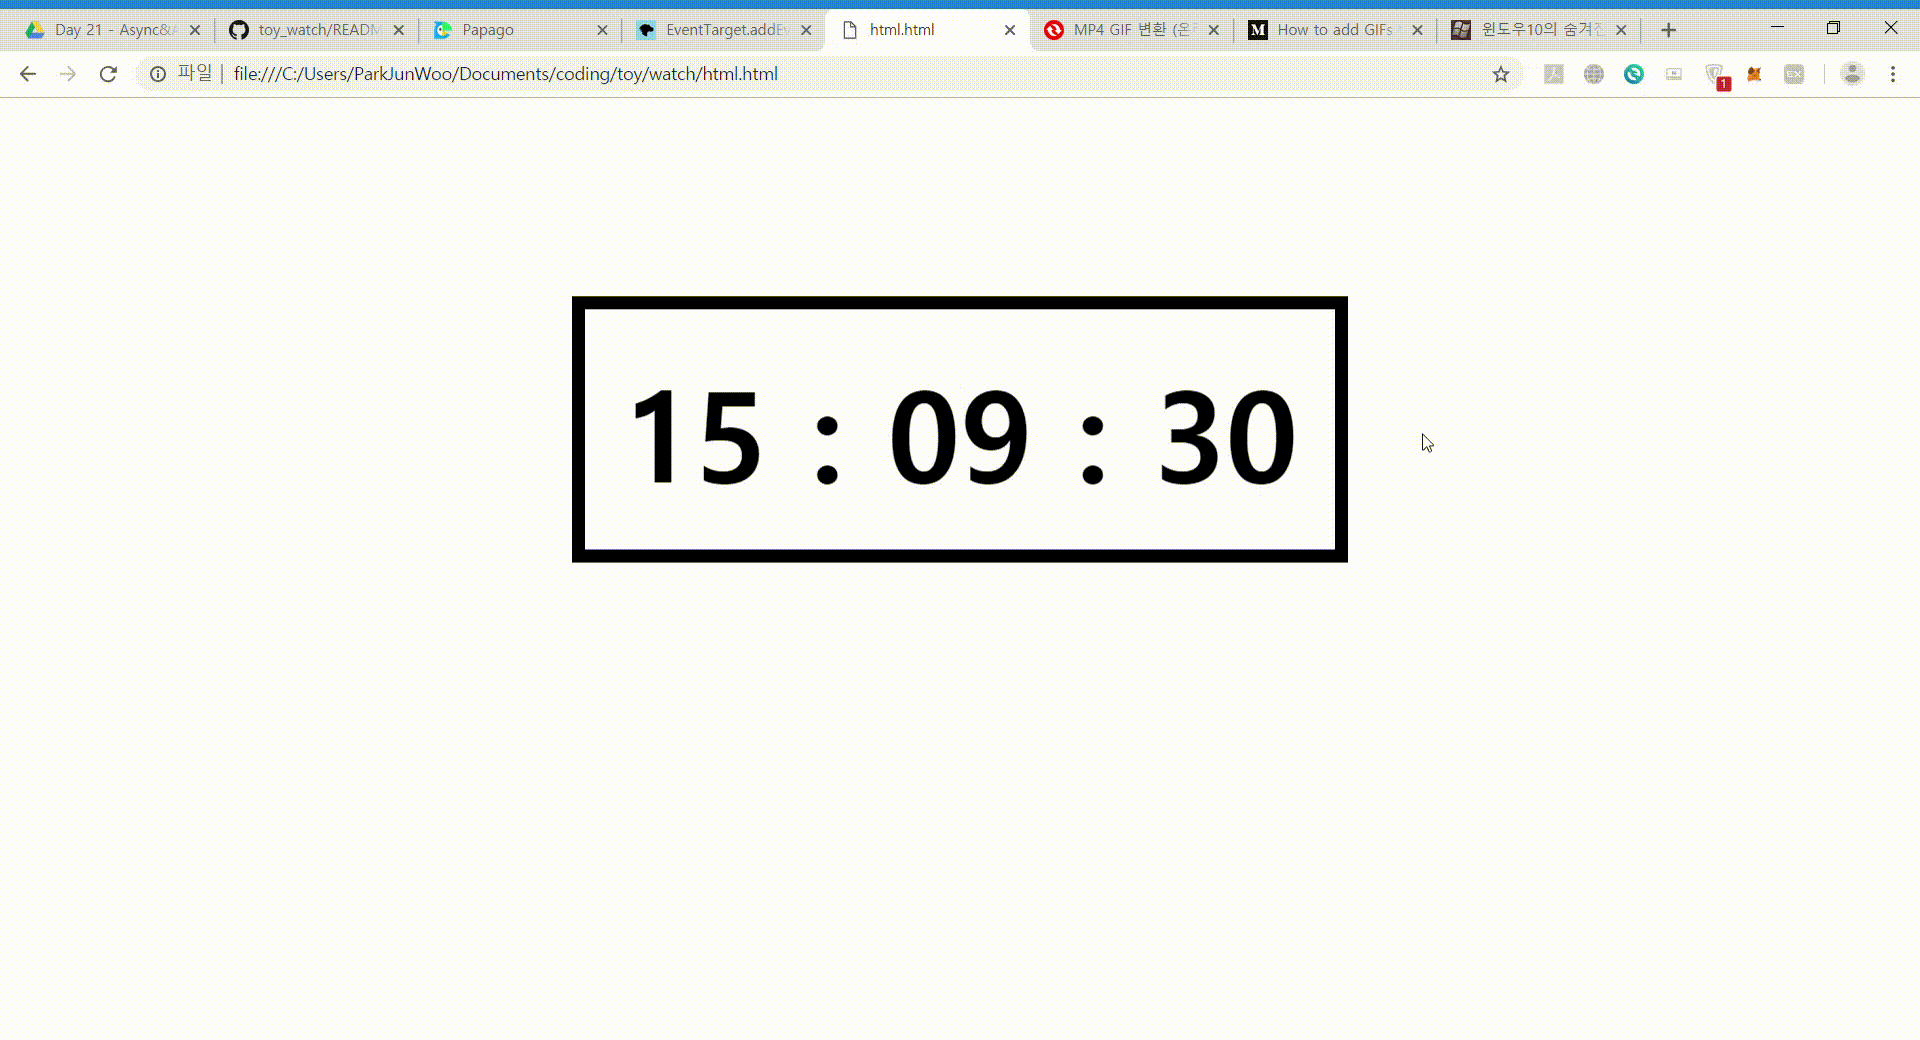 Day 21 - Async&
toy_watch/READM
Papago
EventTarget.addEv
html.html
MP4 GIF 변환 (온
How to add GIFs
윈도우10의 숨겨진
파일 | file:///C:/Users/ParkJunWoo/Documents/coding/toy/watch/html.html
1
15 : 09 : 30